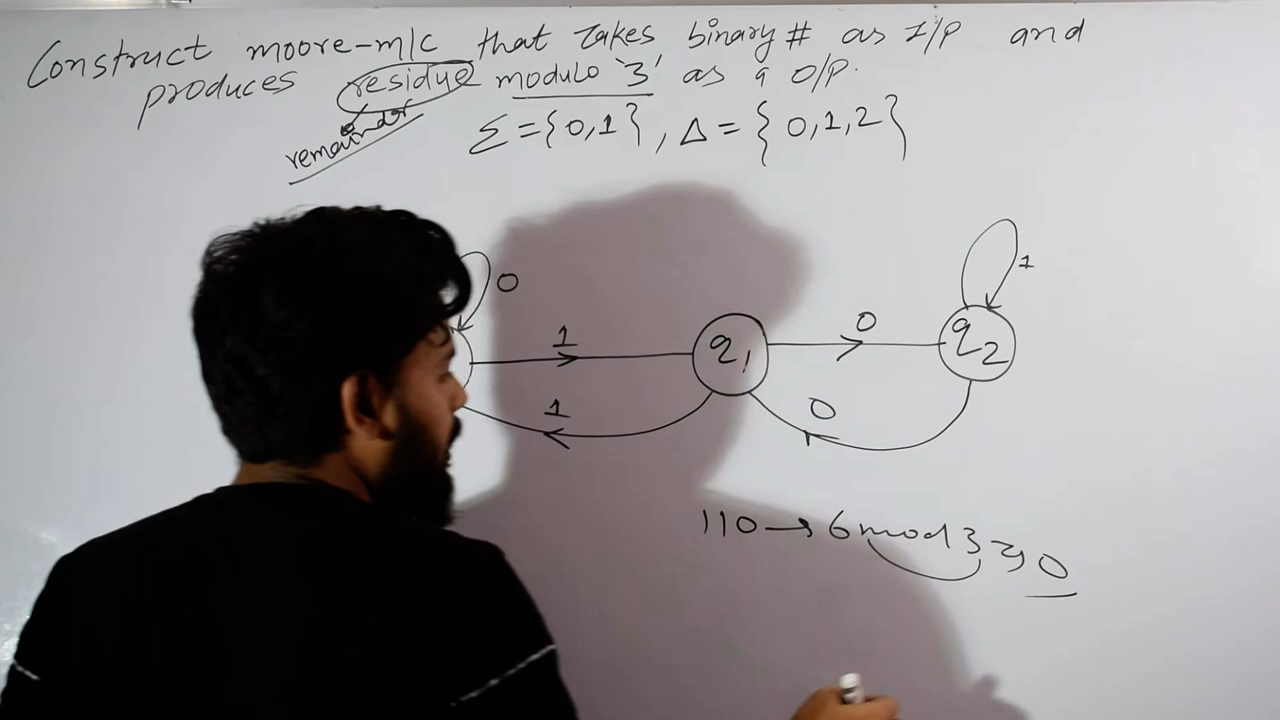 Construct moore-m/c that takes binary # as I/P and
produces residue modulo '3' as a O/P.
remaindar
Σ = {0,1}, Δ = { 0,1,2 }
0
1
1
q1
0
0
q2
1
110 → 6 mod 3 ⇒ 0